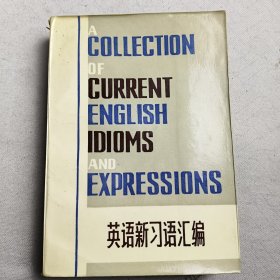 A
COLLECTION
OF
CURRENT
ENGLISH
IDIOMS
AND
EXPRESSIONS
英语新习语汇编